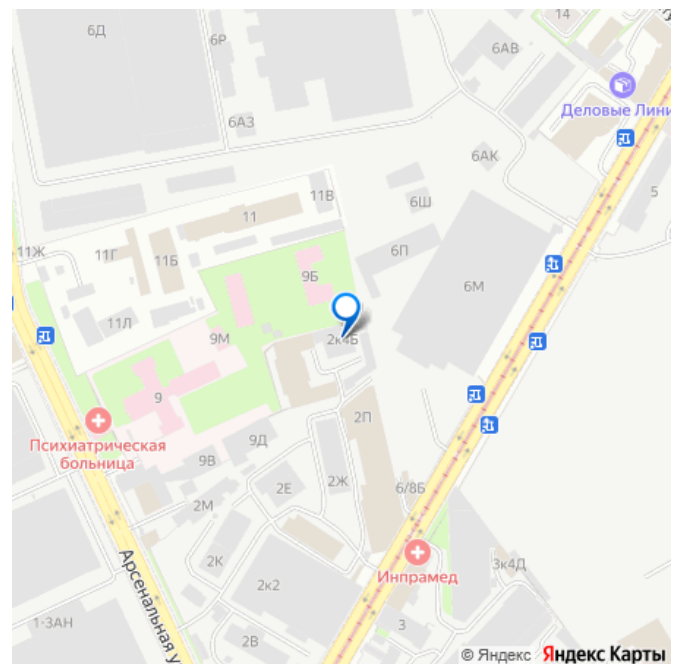 14
6Д
6Р
6АВ
Деловые Лини
6АЗ
6АК
5
11В
11
6Ш
11Ж
11Г
11Б
6П
9Б
6М
11Л
9М
2к4Б
9
2П
Психиатрическая
больница
9Д
9В
2Е
2Ж
6/8Б
2М
Арсенальная у
2К
Инпрамед
3к4Д
2к2
1-3АН
2В
3
© Яндекс Яндекс Карты